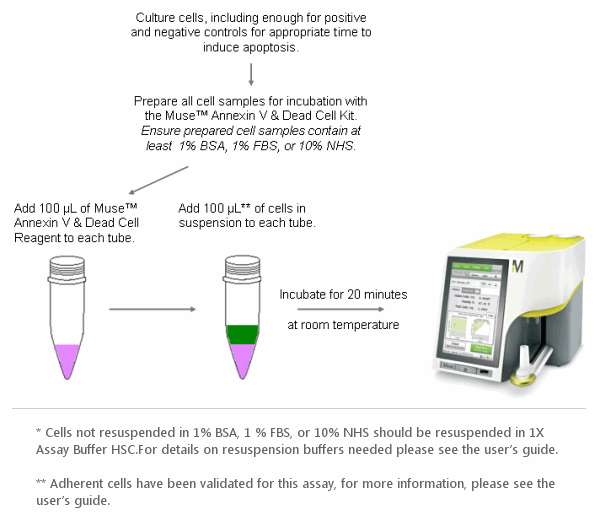 Culture cells, including enough for positive
and negative controls for appropriate time to
induce apoptosis.
Prepare all cell samples for incubation with
the Muse™ Annexin V & Dead Cell Kit.
Ensure prepared cell samples contain at
least 1% BSA, 1% FBS, or 10% NHS.
Add 100 µL of Muse™
Annexin V & Dead Cell
Reagent to each tube.
Add 100 µL** of cells in
suspension to each tube.
Incubate for 20 minutes
at room temperature
M
* Cells not resuspended in 1% BSA, 1 % FBS, or 10% NHS should be resuspended in 1X
Assay Buffer HSC.For details on resuspension buffers needed please see the user’s guide.
** Adherent cells have been validated for this assay, for more information, please see the
user’s guide.